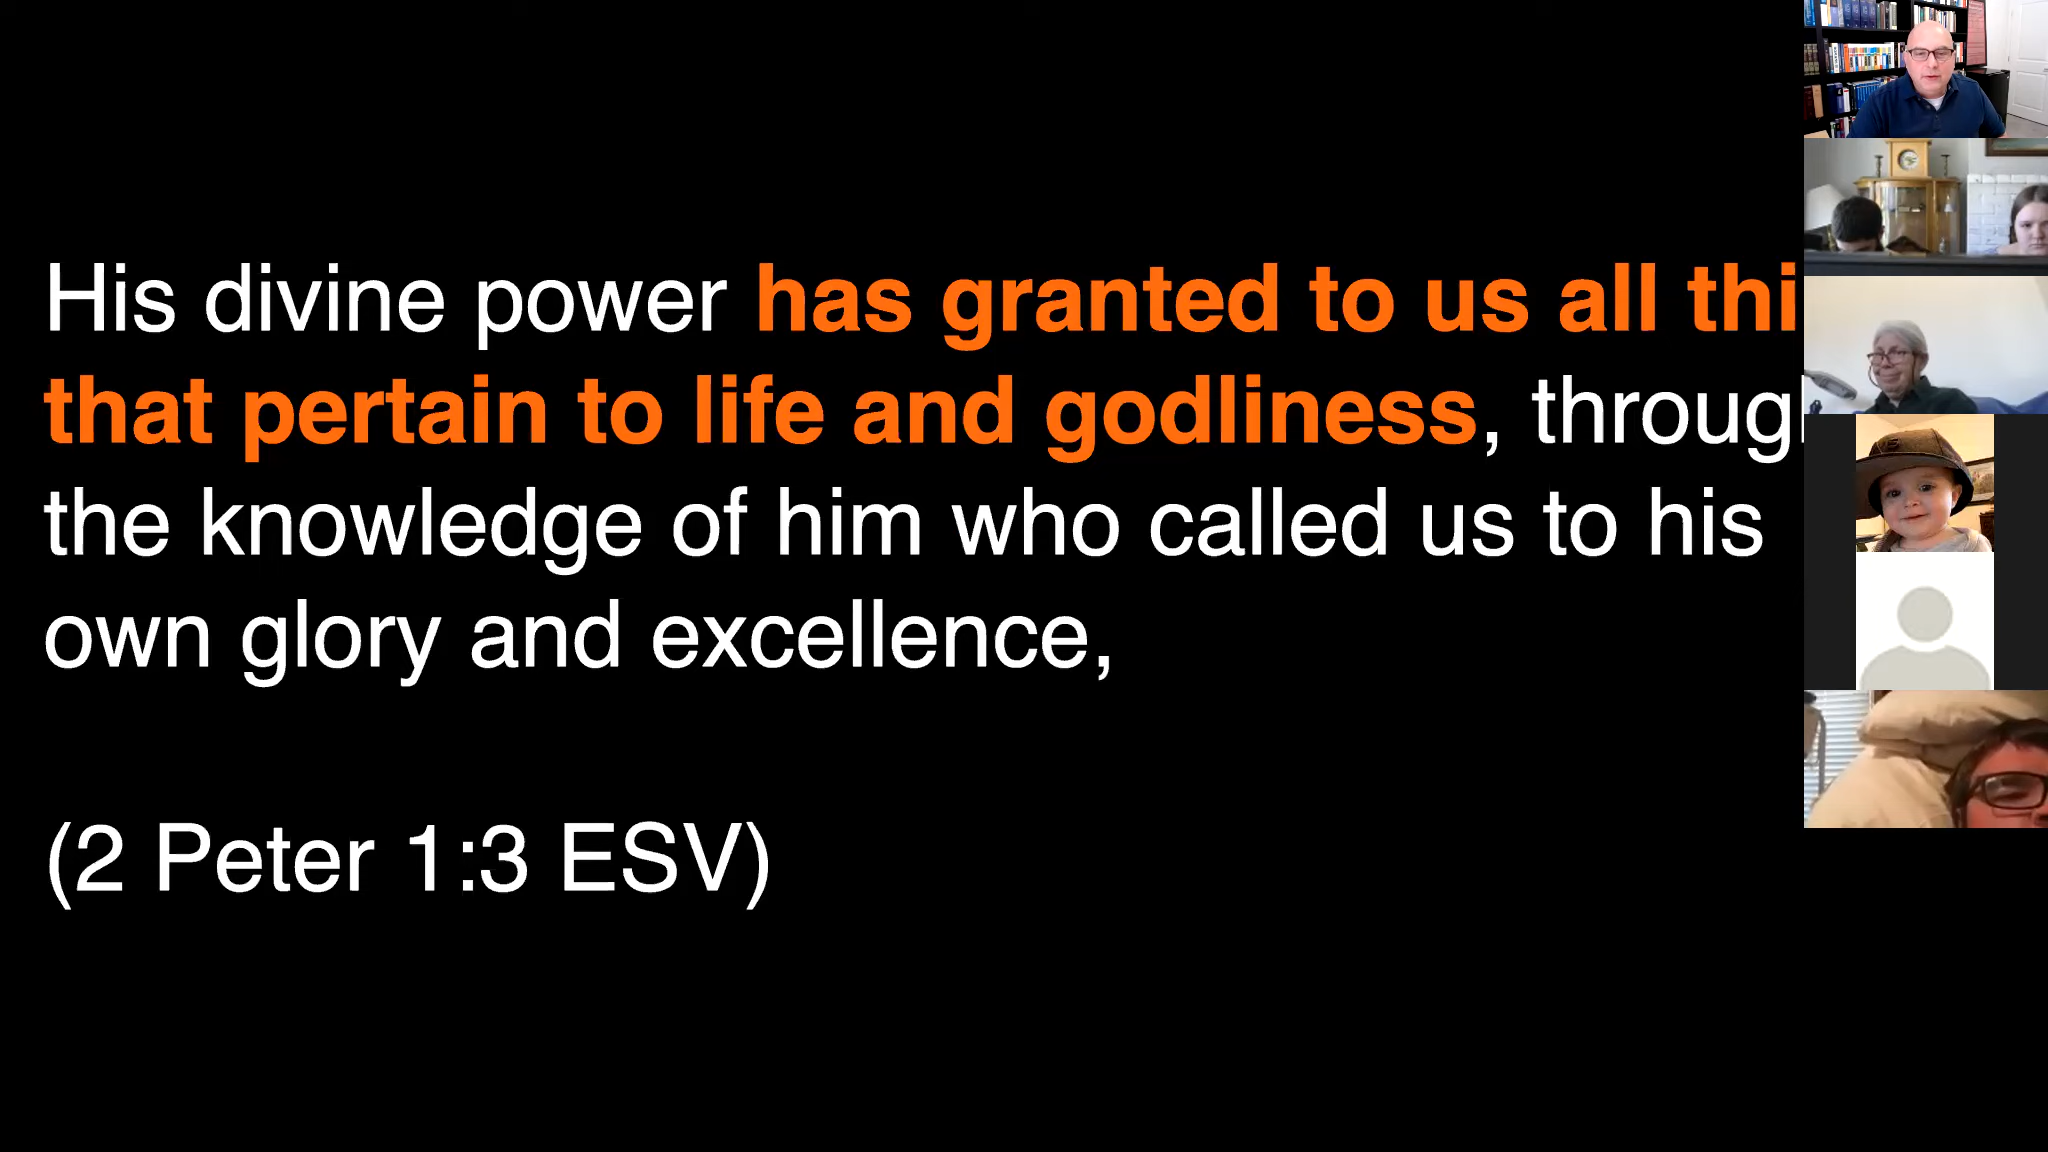 His divine power has granted to us all thi
that pertain to life and godliness, throug
the knowledge of him who called us to his
own glory and excellence,
(2 Peter 1:3 ESV)